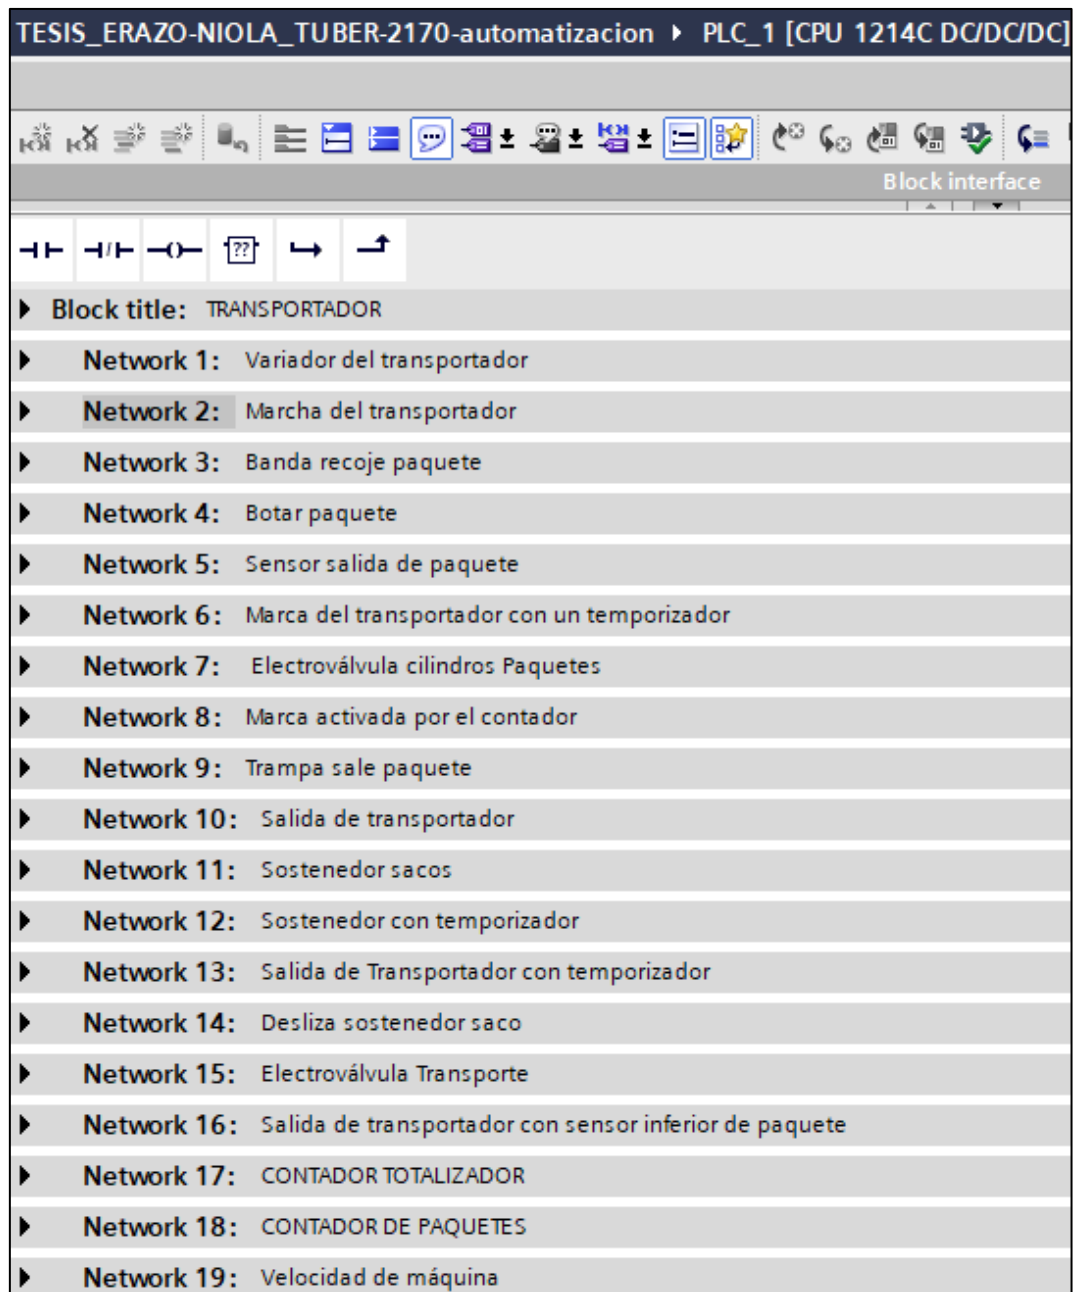 TESIS_ERAZO-NIOLA_TUBER-2170-automatizacion ▸ PLC_1 [CPU 1214C DC/DC/DC]
Block interface
??
Block title: TRANSPORTADOR
Network 1: Variador del transportador
Network 2: Marcha del transportador
Network 3: Banda recoje paquete
Network 4: Botar paquete
Network 5: Sensor salida de paquete
Network 6: Marca del transportador con un temporizador
Network 7: Electroválvula cilindros Paquetes
Network 8: Marca activada por el contador
Network 9: Trampa sale paquete
Network 10: Salida de transportador
Network 11: Sostenedor sacos
Network 12: Sostenedor con temporizador
Network 13: Salida de Transportador con temporizador
Network 14: Desliza sostenedor saco
Network 15: Electroválvula Transporte
Network 16: Salida de transportador con sensor inferior de paquete
Network 17: CONTADOR TOTALIZADOR
Network 18: CONTADOR DE PAQUETES
Network 19: Velocidad de máquina